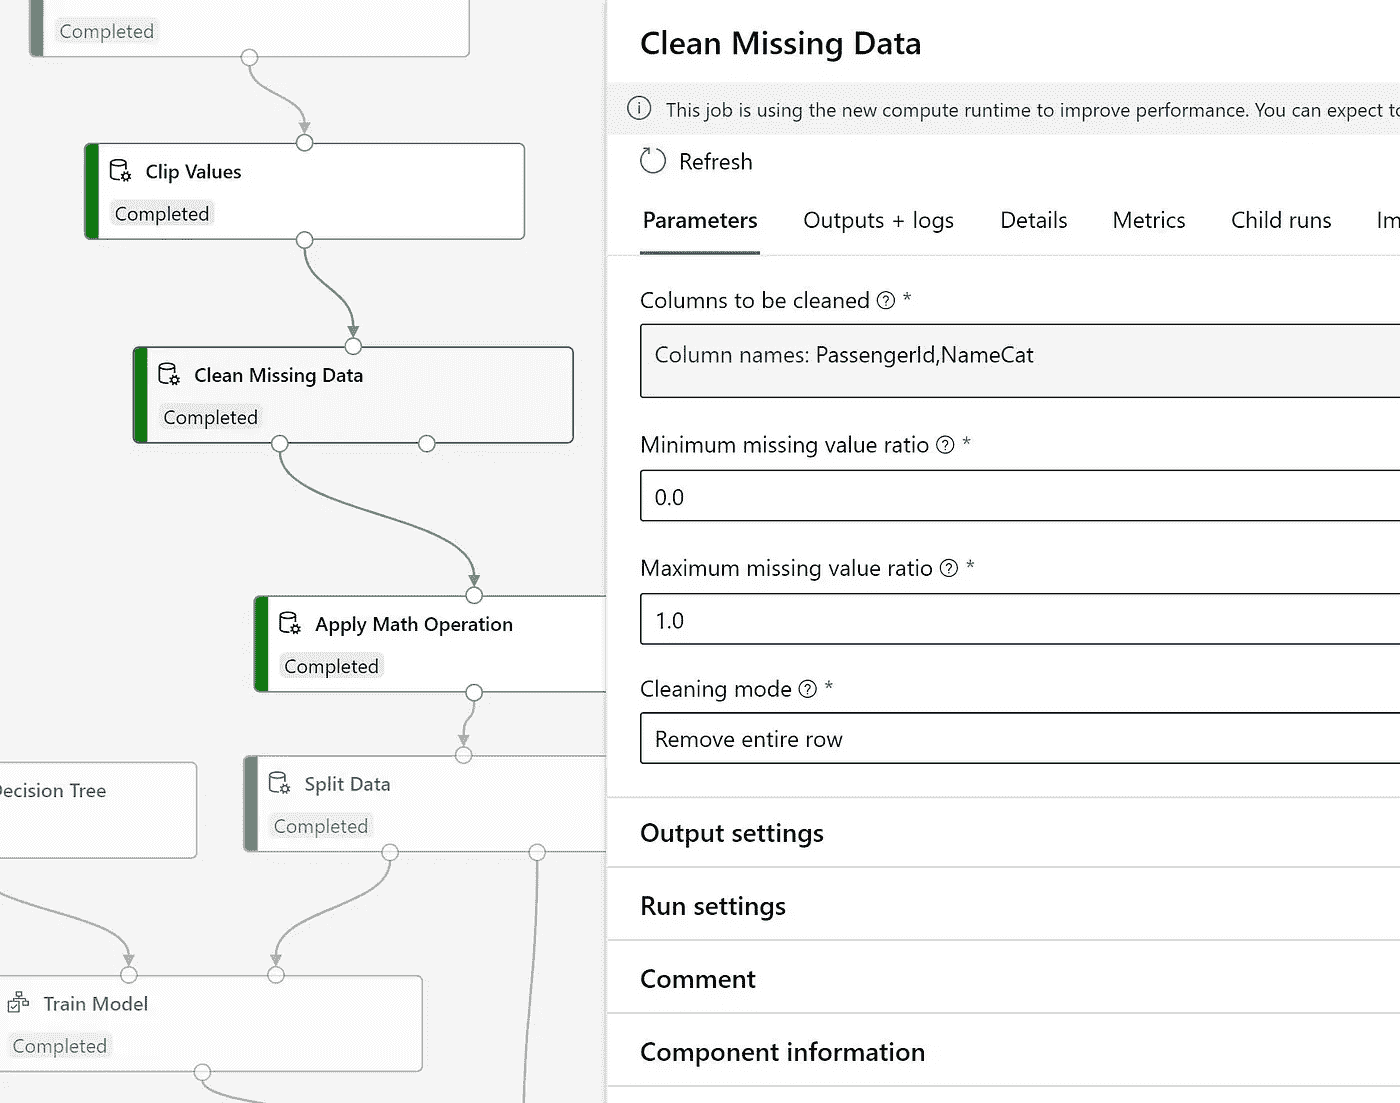 Completed
Clip Values
Completed
Clean Missing Data
Completed
Apply Math Operation
Completed
Decision Tree
Split Data
Completed
Train Model
Completed
Clean Missing Data
This job is using the new compute runtime to improve performance. You can expect to
Refresh
Parameters Outputs + logs Details Metrics Child runs Im
Columns to be cleaned ? *
Column names: PassengerId,NameCat
Minimum missing value ratio ? *
0.0
Maximum missing value ratio ? *
1.0
Cleaning mode ? *
Remove entire row
Output settings
Run settings
Comment
Component information